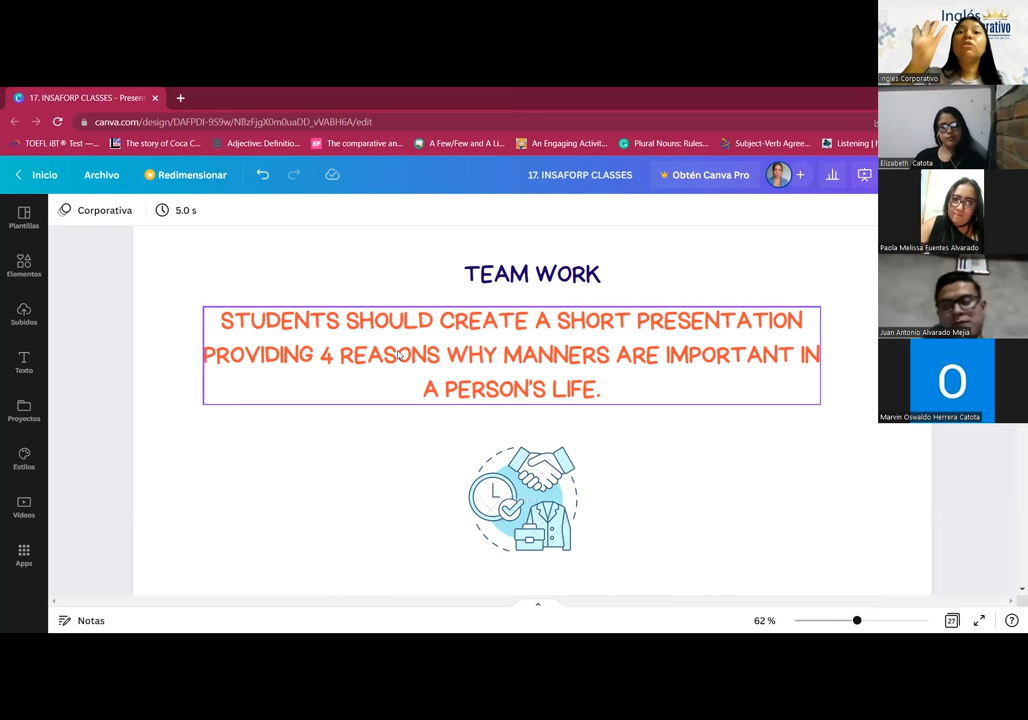 17. INSAFORP CLASSES - Present
canva.com/design/DAFPDI-9S9w/NBzFjgX0m0uaDD_vVABH6A/edit
TOEFL iBT® Test —...
The story of Coca C...
Adjective: Definitio...
The comparative an...
A Few/Few and A Li...
An Engaging Activit...
Plural Nouns: Rules...
Subject-Verb Agree...
Listening | 
Inicio
Archivo
Redimensionar
17. INSAFORP CLASSES
Obtén Canva Pro
Plantillas
Elementos
Subidos
Texto
Proyectos
Estilos
Videos
Apps
Corporativa
5.0 s
TEAM WORK
STUDENTS SHOULD CREATE A SHORT PRESENTATION
PROVIDING 4 REASONS WHY MANNERS ARE IMPORTANT IN
A PERSON'S LIFE.
Notas
62 %
27
Inglés
Ingles Corporativo
Elizabeth Catota
Paola Melissa Fuentes Alvarado
Juan Antonio Alvarado Mejia
O
Marvin Oswaldo Herrera Catota